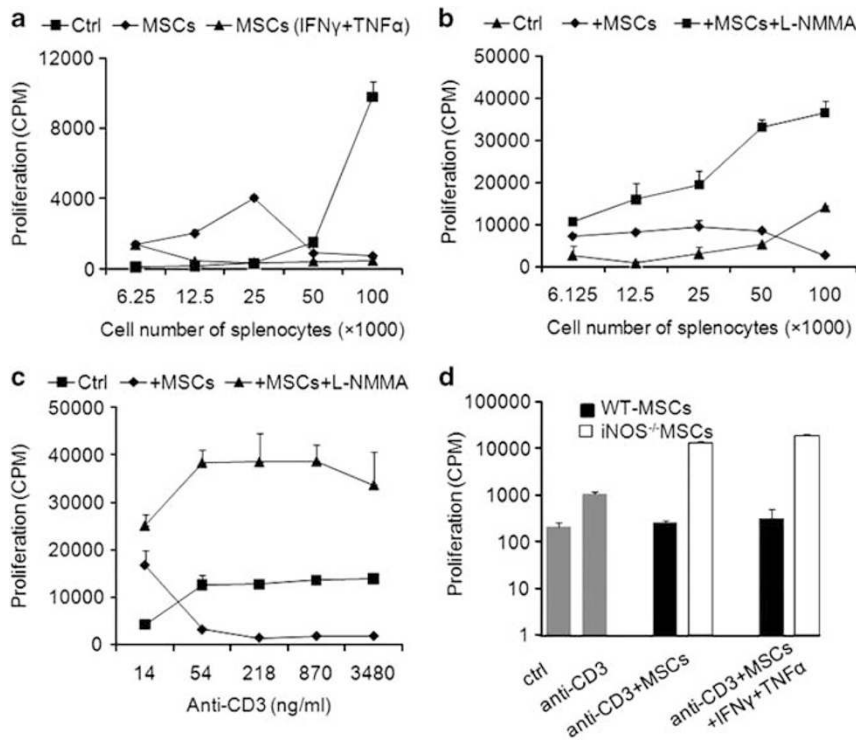 a
Ctrl MSCs MSCs (IFNγ+TNFα)
Proliferation (CPM)
12000
8000
4000
0
6.25 12.5 25 50 100
Cell number of splenocytes (×1000)
b
Ctrl +MSCs +MSCs+L-NMMA
Proliferation (CPM)
50000
40000
30000
20000
10000
0
6.125 12.5 25 50 100
Cell number of splenocytes (×1000)
c
Ctrl +MSCs +MSCs+L-NMMA
Proliferation (CPM)
50000
40000
30000
20000
10000
0
14 54 218 870 3480
Anti-CD3 (ng/ml)
d
WT-MSCs
iNOS⁻/⁻MSCs
Proliferation (CPM)
100000
10000
1000
100
10
1
ctrl
anti-CD3
anti-CD3+MSCs
anti-CD3+MSCs
+IFNγ+TNFα